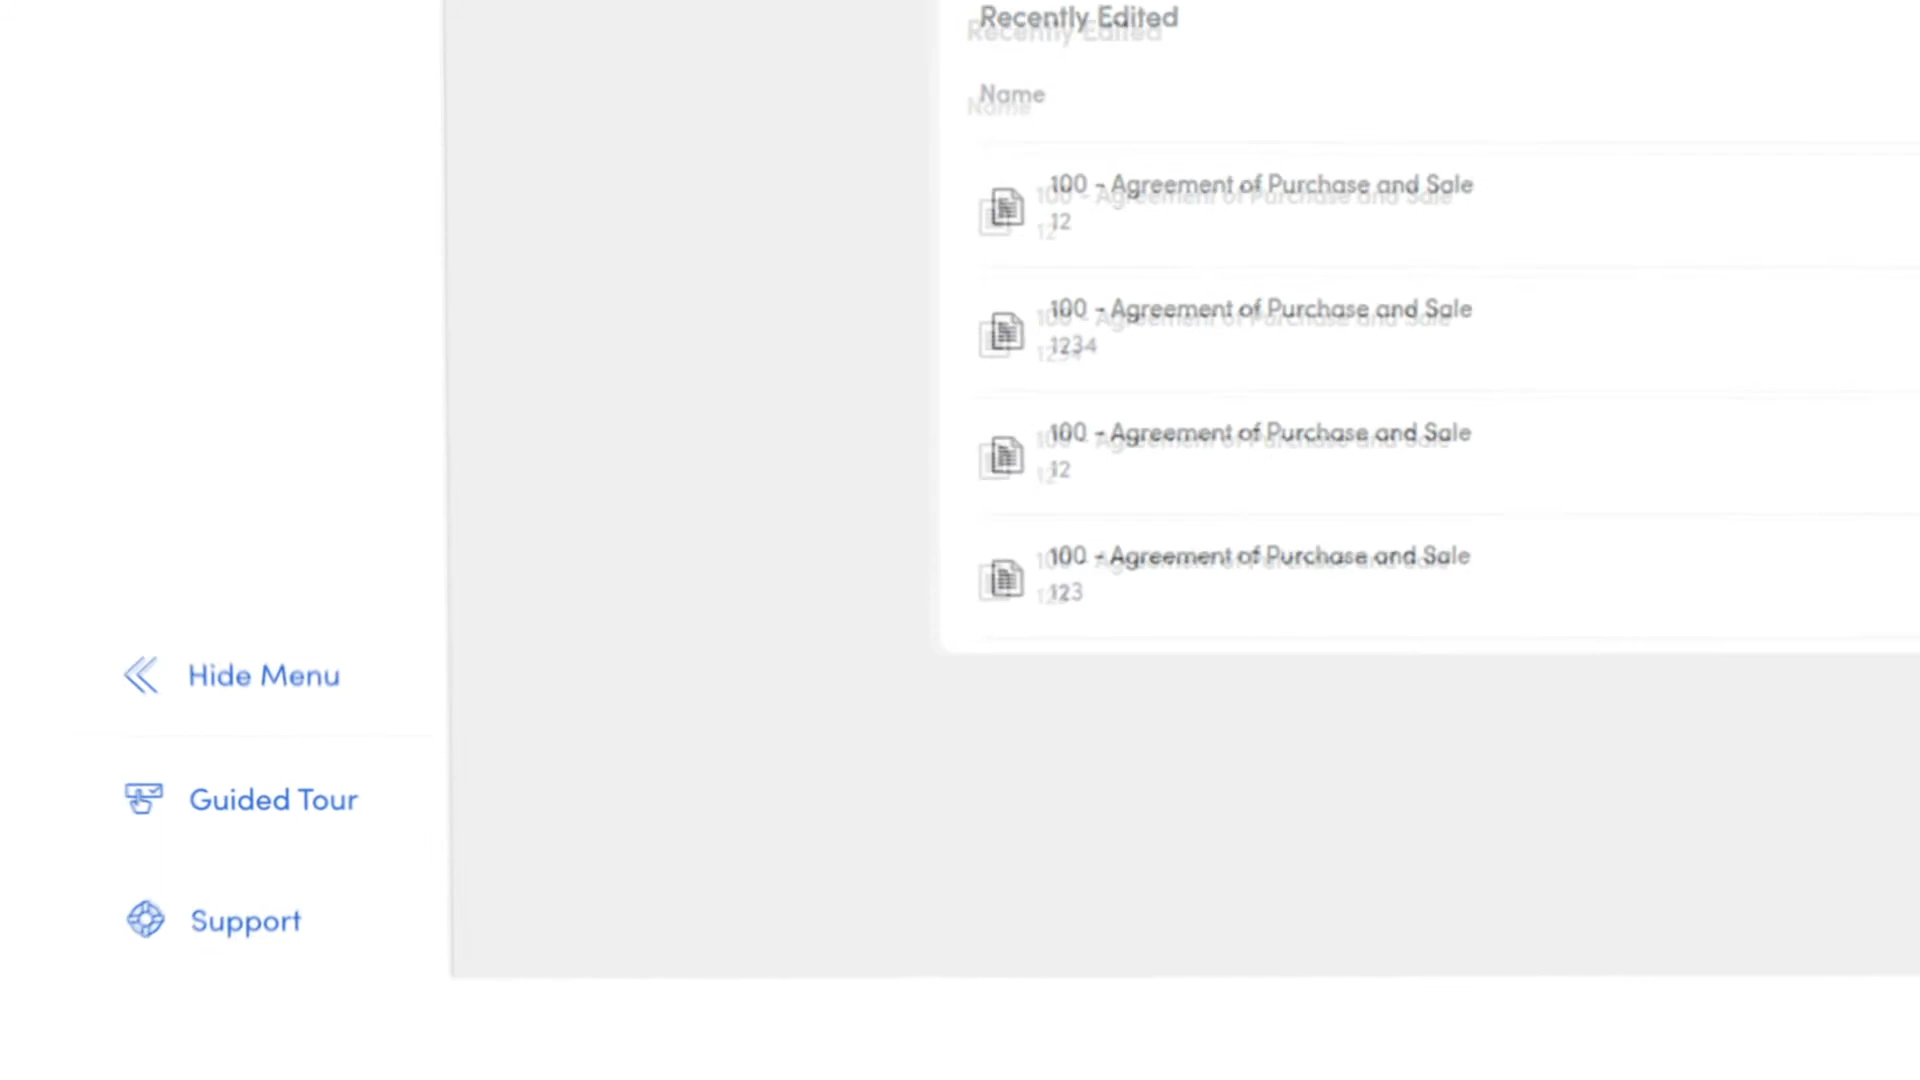 Recently Edited
Name
100 - Agreement of Purchase and Sale
12
100 - Agreement of Purchase and Sale
1234
100 - Agreement of Purchase and Sale
12
100 - Agreement of Purchase and Sale
123
Hide Menu
Guided Tour
Support